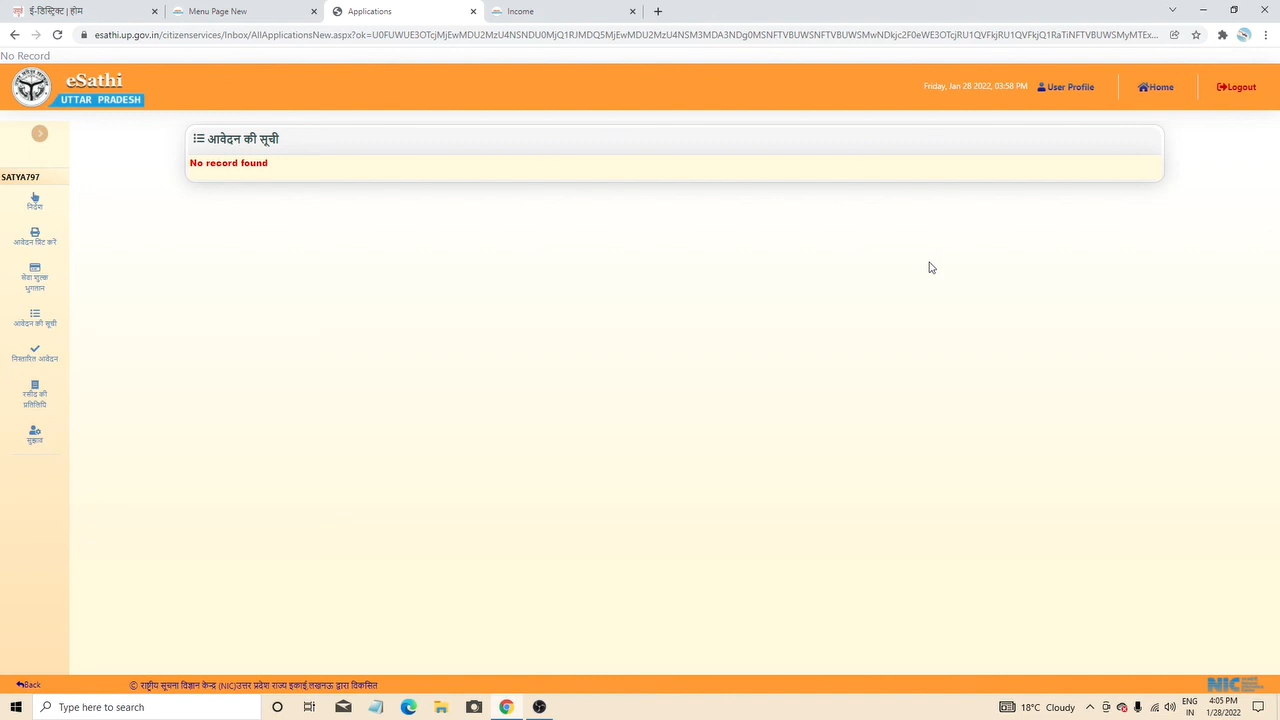 ई-डिस्ट्रिक्ट | होम
Menu Page New
Applications
Income
esathi.up.gov.in/citizenservices/Inbox/AllApplicationsNew.aspx?ok=
No Record
eSathi
UTTAR PRADESH
Friday, Jan 28 2022, 03:58 PM
User Profile
Home
Logout
आवेदन की सूची
No record found
SATYA797
निर्देश
आवेदन प्रिंट करें
सेवा शुल्क
भुगतान
आवेदन की सूची
निस्तारित आवेदन
रसीद की
प्रतिलिपि
सुझाव
Back
© राष्ट्रीय सूचना विज्ञान केन्द्र (NIC)उत्तर प्रदेश राज्य इकाई,लखनऊ द्वारा विकसित
NIC
Type here to search
18°C Cloudy
ENG
IN
4:05 PM
1/28/2022